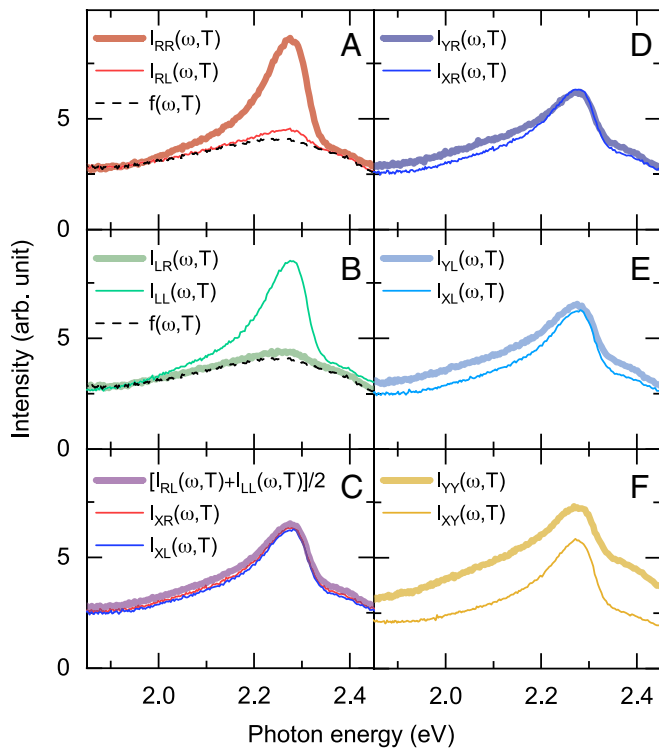 A
I_RR(ω,T)
I_RL(ω,T)
f(ω,T)
D
I_YR(ω,T)
I_XR(ω,T)
5
0
B
I_LR(ω,T)
I_LL(ω,T)
f(ω,T)
E
I_YL(ω,T)
I_XL(ω,T)
5
0
C
[I_RL(ω,T)+I_LL(ω,T)]/2
I_XR(ω,T)
I_XL(ω,T)
F
I_YY(ω,T)
I_XY(ω,T)
5
0
Intensity (arb. unit)
2.0 2.2 2.4 2.0 2.2 2.4
Photon energy (eV)